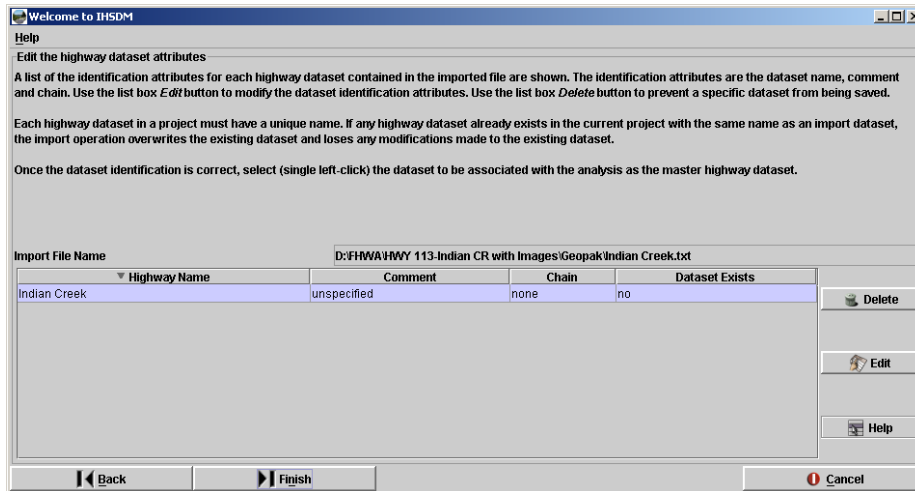 Welcome to IHSDM
Help
Edit the highway dataset attributes
A list of the identification attributes for each highway dataset contained in the imported file are shown. The identification attributes are the dataset name, comment
and chain. Use the list box Edit button to modify the dataset identification attributes. Use the list box Delete button to prevent a specific dataset from being saved.
Each highway dataset in a project must have a unique name. If any highway dataset already exists in the current project with the same name as an import dataset,
the import operation overwrites the existing dataset and loses any modifications made to the existing dataset.
Once the dataset identification is correct, select (single left-click) the dataset to be associated with the analysis as the master highway dataset.
Import File Name D:\FHWA\HWY 113-Indian CR with Images\Geopak\Indian Creek.txt
Highway Name Comment Chain Dataset Exists
Indian Creek unspecified none no
Delete
Edit
Help
Back Finish Cancel